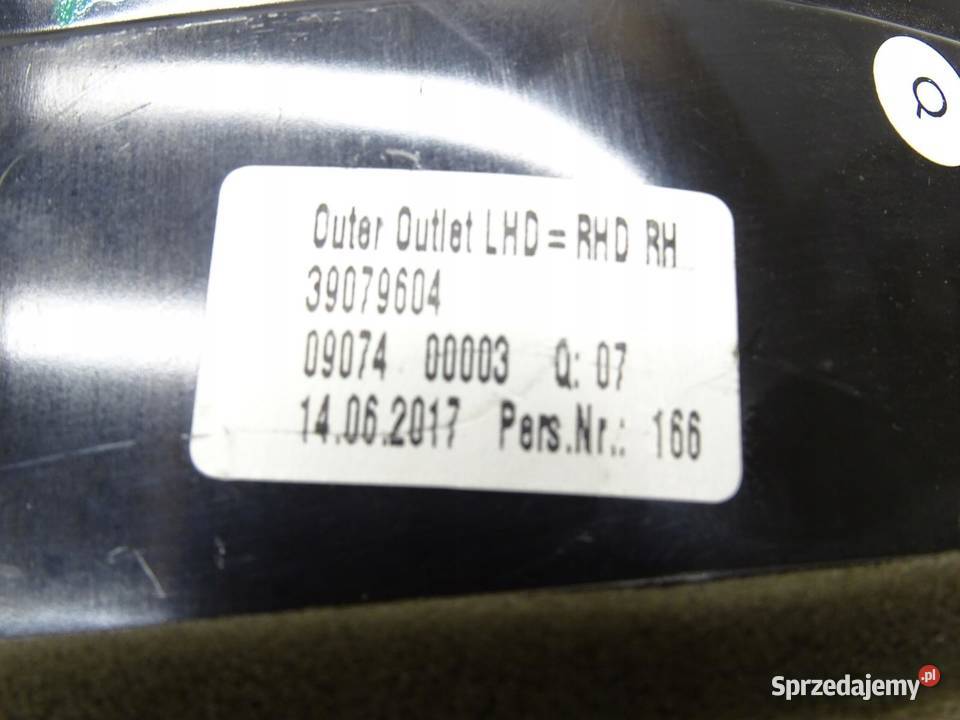 Q
Outer Outlet LHD = RHD RH
39079604
09074 00003 Q: 07
14.06.2017 Pers.Nr.: 166
Sprzedajemy.pl